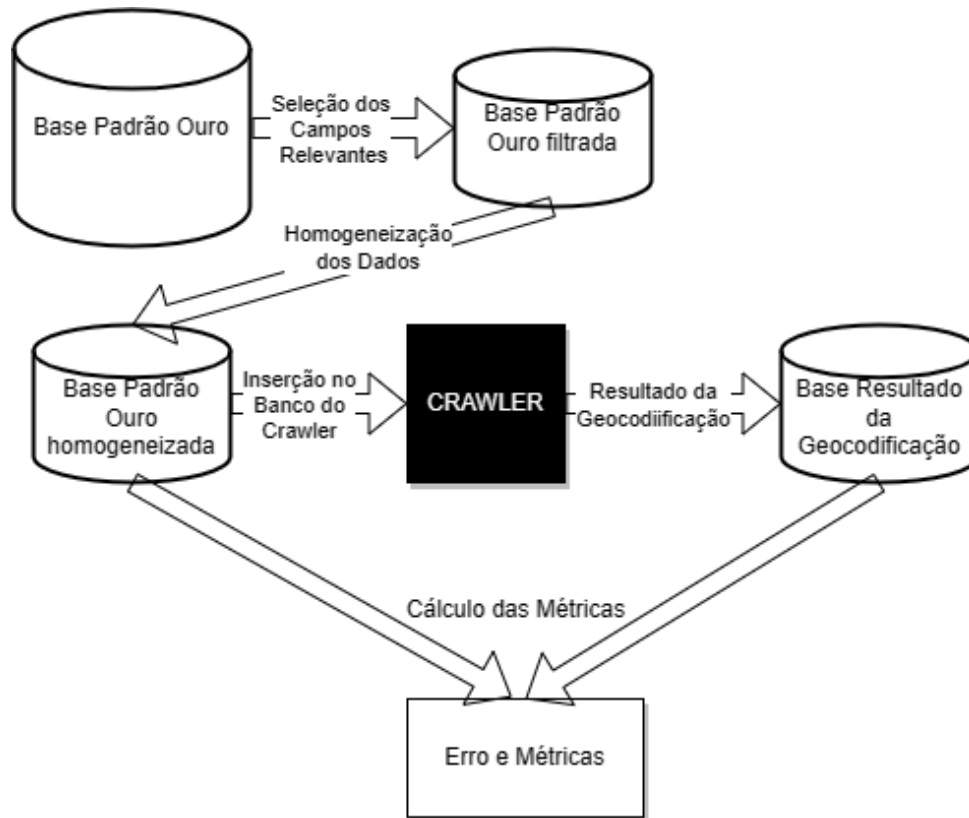 Base Padrão Ouro
Seleção dos
Campos
Relevantes
Base Padrão
Ouro filtrada
Homogeneização
dos Dados
Base Padrão
Ouro
homogeneizada
Inserção no
Banco do
Crawler
CRAWLER
Resultado da
Geocodiificação
Base Resultado
da
Geocodificação
Cálculo das Métricas
Erro e Métricas